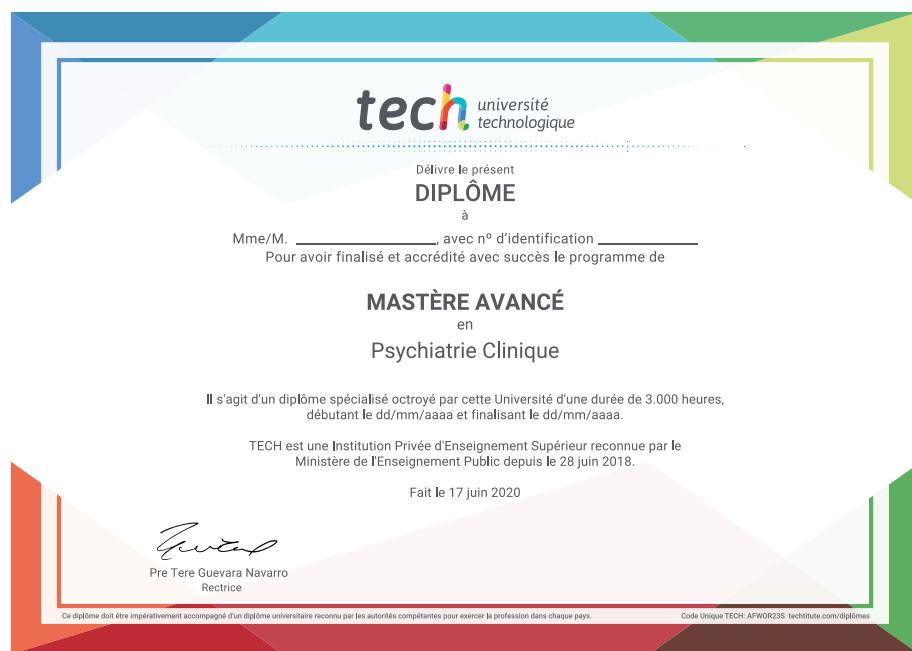 tech université
technologique
Délivre le présent
DIPLÔME
à
Mme/M. ____________________, avec nº d'identification ______________
Pour avoir finalisé et accrédité avec succès le programme de
MASTÈRE AVANCÉ
en
Psychiatrie Clinique
Il s'agit d'un diplôme spécialisé octroyé par cette Université d'une durée de 3.000 heures,
débutant le dd/mm/aaaa et finalisant le dd/mm/aaaa.
TECH est une Institution Privée d'Enseignement Supérieur reconnue par le
Ministère de l'Enseignement Public depuis le 28 juin 2018.
Fait le 17 juin 2020
Pre Tere Guevara Navarro
Rectrice
Ce diplôme doit être impérativement accompagné d'un diplôme universitaire reconnu par les autorités compétentes pour exercer la profession dans chaque pays.
Code Unique TECH: AFWOR23S techtitute.com/diplômes